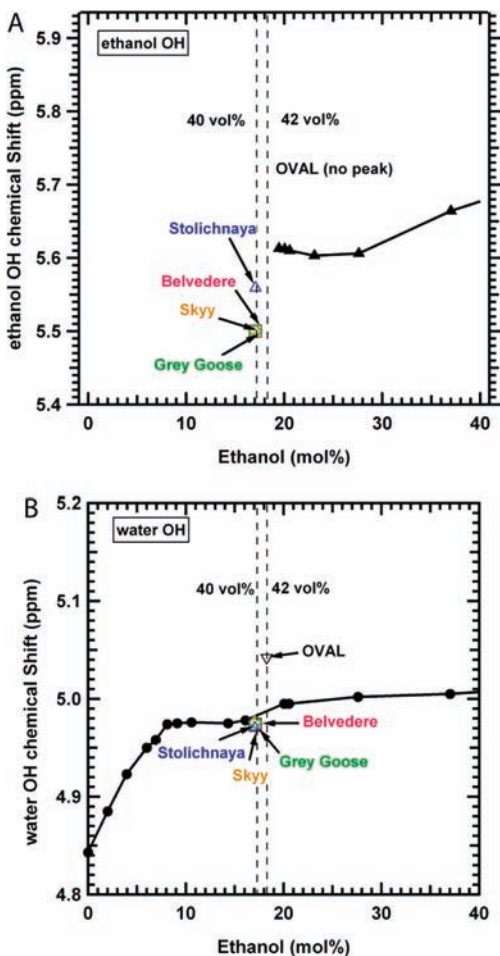 A
ethanol OH
5.9
5.8
5.7
5.6
5.5
5.4
ethanol OH chemical Shift (ppm)
40 vol%
42 vol%
OVAL (no peak)
Stolichnaya
Belvedere
Skyy
Grey Goose
0
10
20
30
40
Ethanol (mol%)
B
water OH
5.2
5.1
5.0
4.9
4.8
water OH chemical Shift (ppm)
40 vol%
42 vol%
OVAL
Belvedere
Stolichnaya
Grey Goose
Skyy
0
10
20
30
40
Ethanol (mol%)